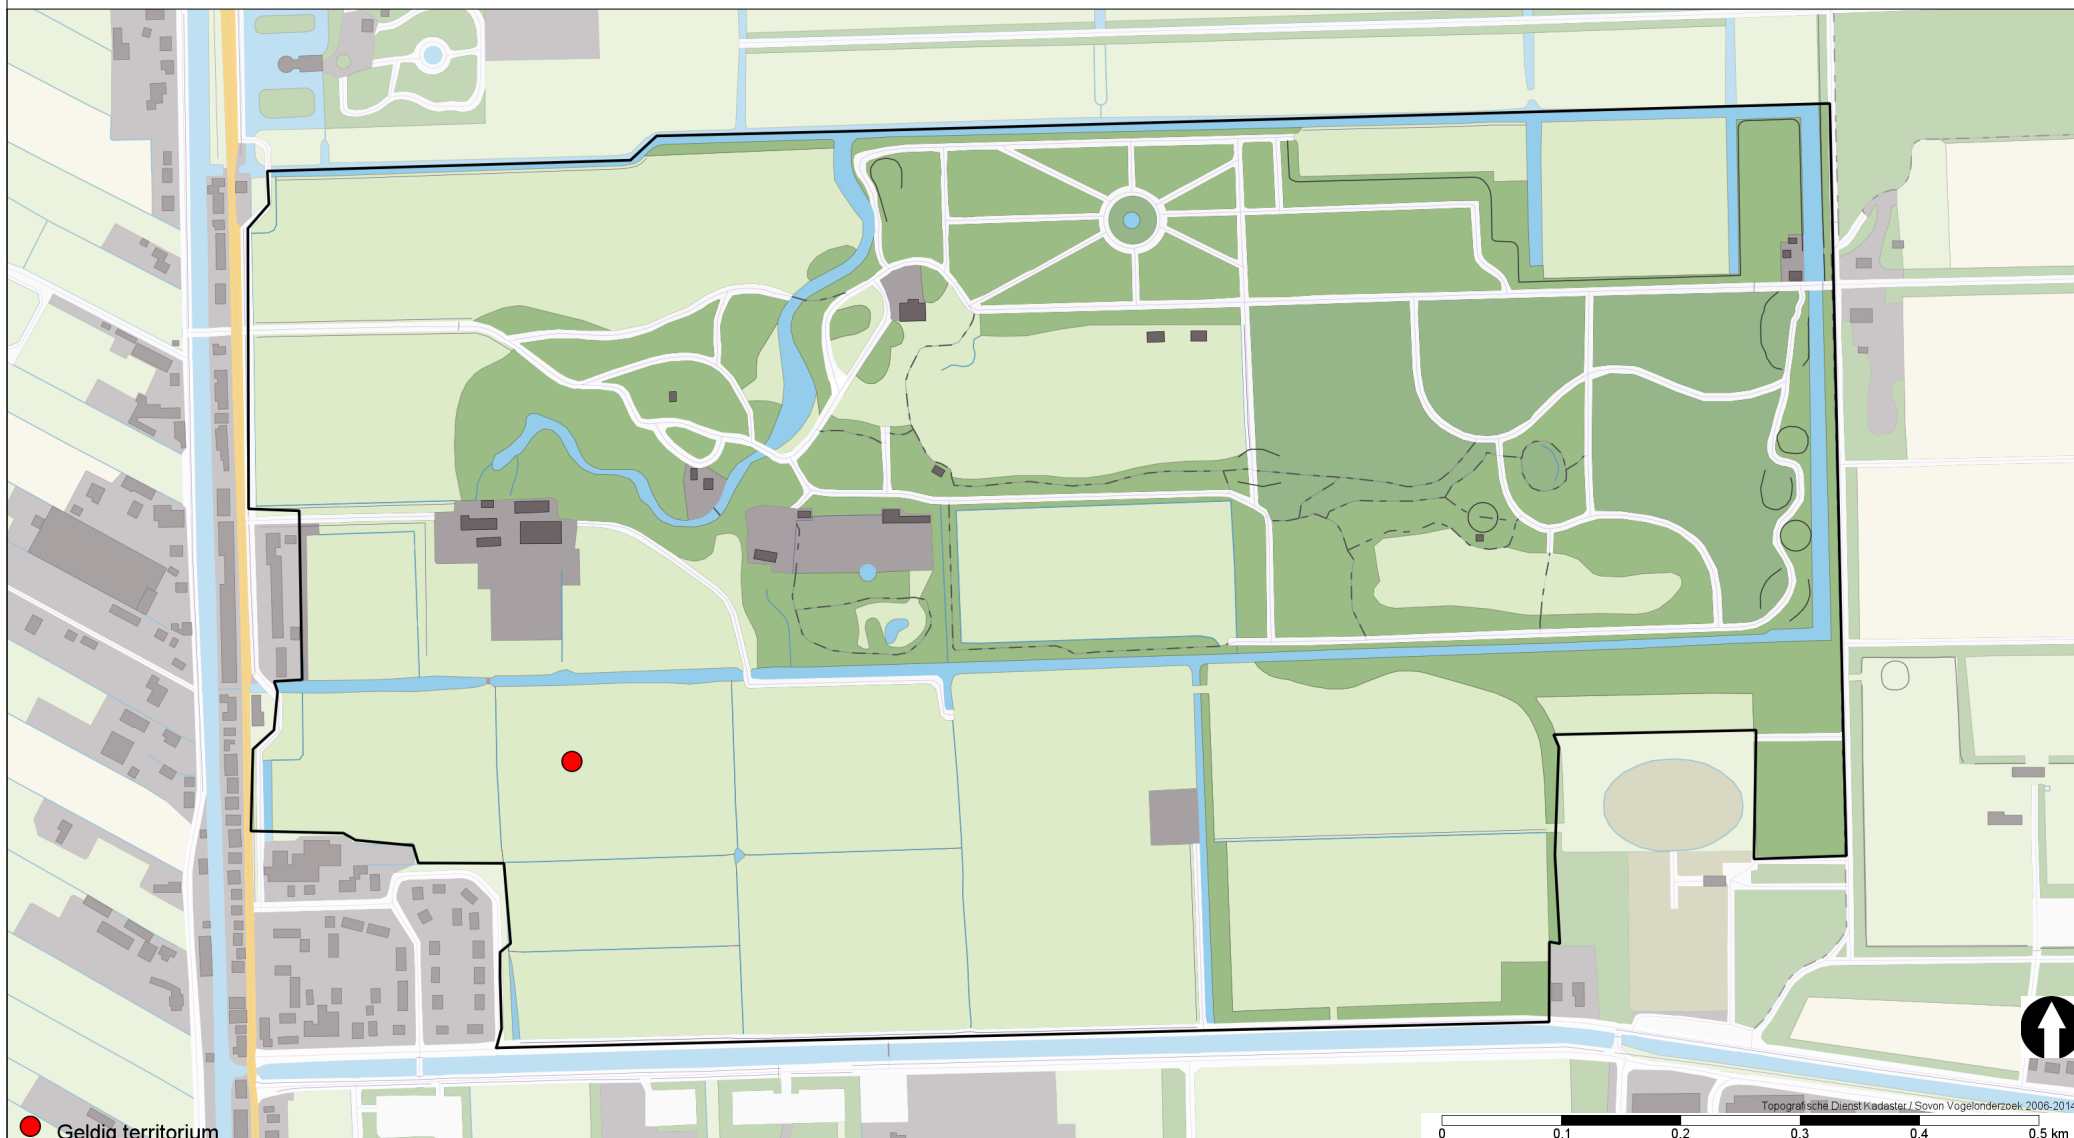 Topografische Dienst Kadaster / Sovon Vogelonderzoek 2006-2014
Geldig territorium
0 0.1 0.2 0.3 0.4 0.5 km